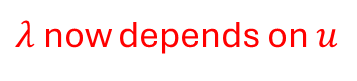 λ now depends on u